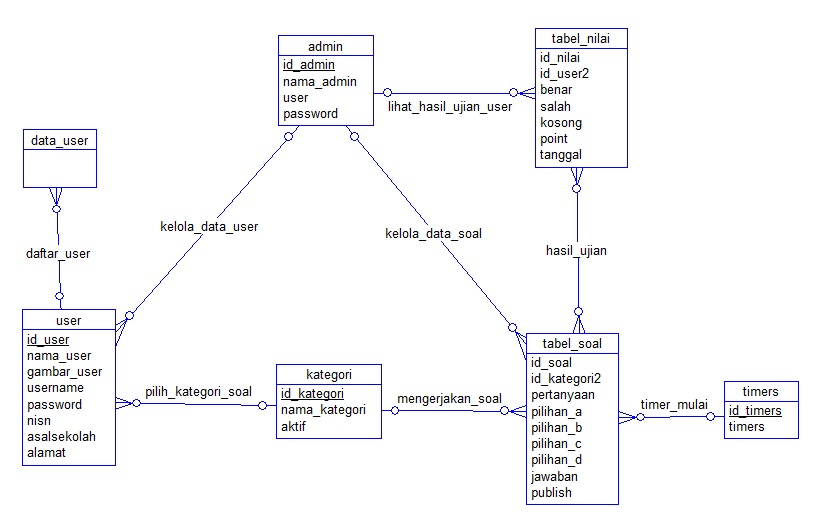 admin
id_admin
nama_admin
user
password
tabel_nilai
id_nilai
id_user2
benar
salah
kosong
point
tanggal
lihat_hasil_ujian_user
data_user
kelola_data_user
kelola_data_soal
hasil_ujian
daftar_user
user
id_user
nama_user
gambar_user
username
password
nisn
asalsekolah
alamat
pilih_kategori_soal
kategori
id_kategori
nama_kategori
aktif
mengerjakan_soal
tabel_soal
id_soal
id_kategori2
pertanyaan
pilihan_a
pilihan_b
pilihan_c
pilihan_d
jawaban
publish
timer_mulai
timers
id_timers
timers